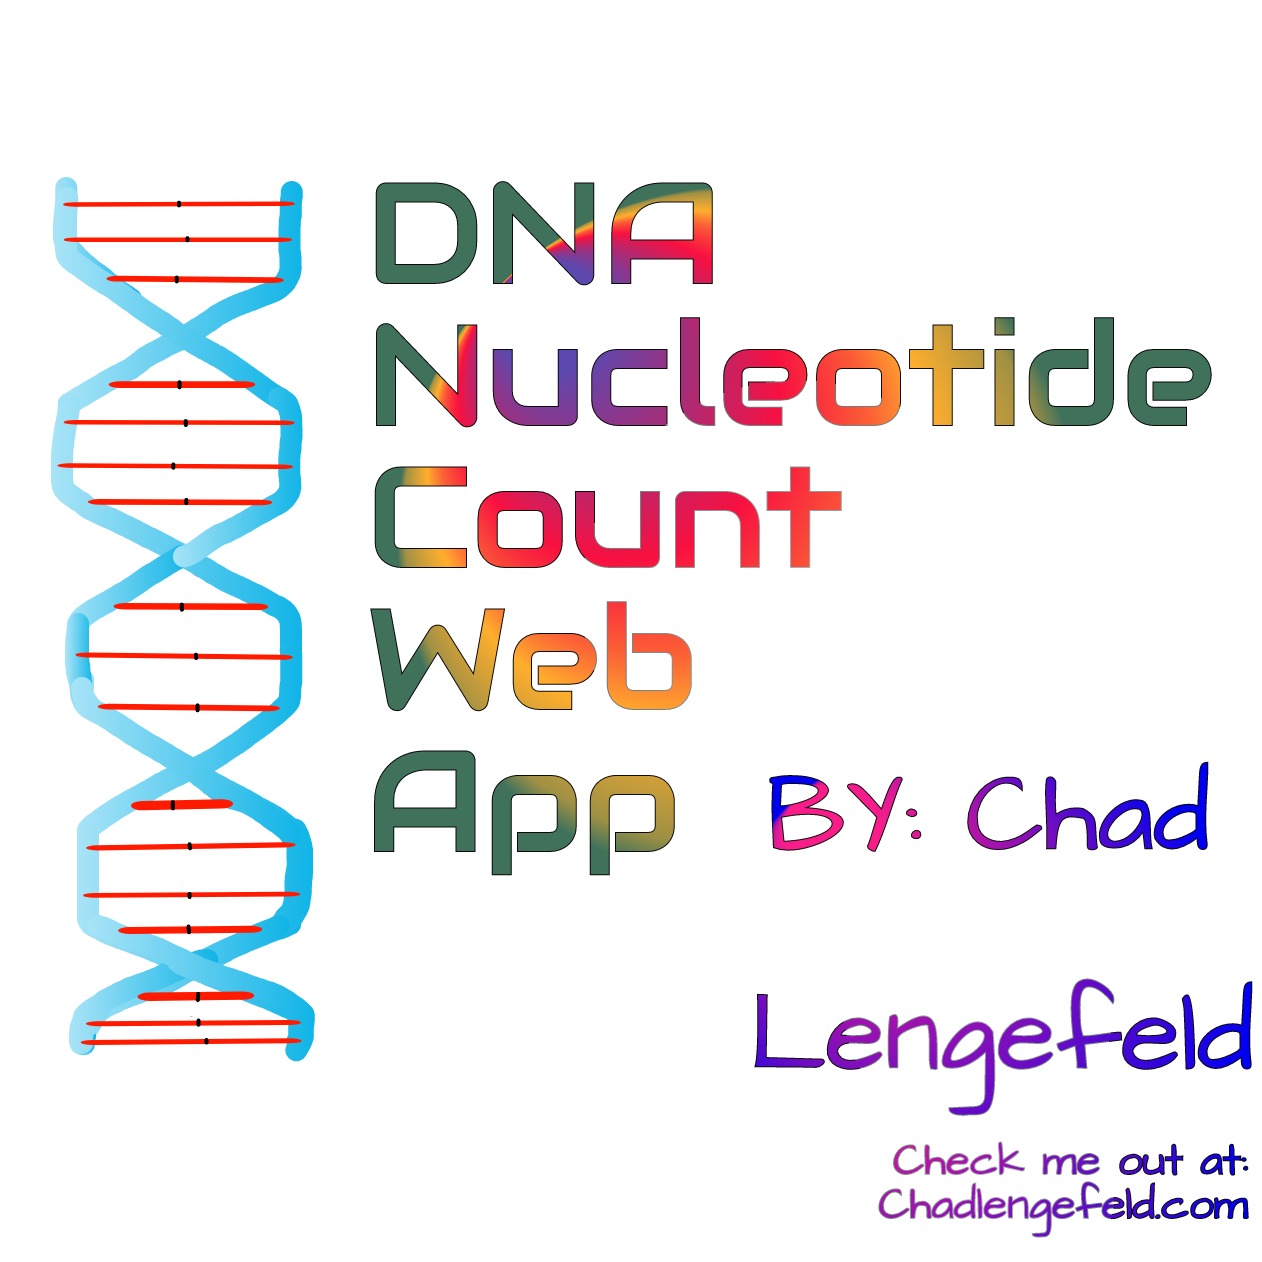 DNA
Nucleotide
Count
Web
App
BY: Chad
Lengefeld
Check me out at:
Chadlengefeld.com